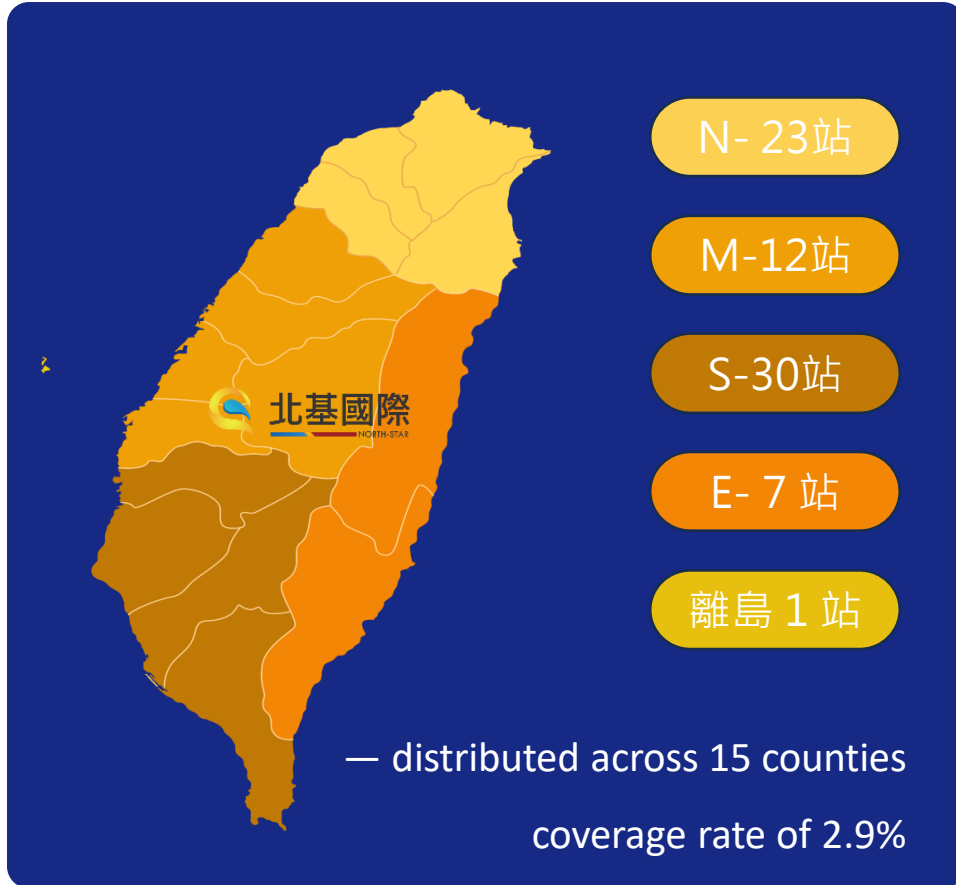 N- 23站
M-12站
S-30站
E- 7 站
離島 1 站
北基國際
NORTH-STAR
— distributed across 15 counties
coverage rate of 2.9%